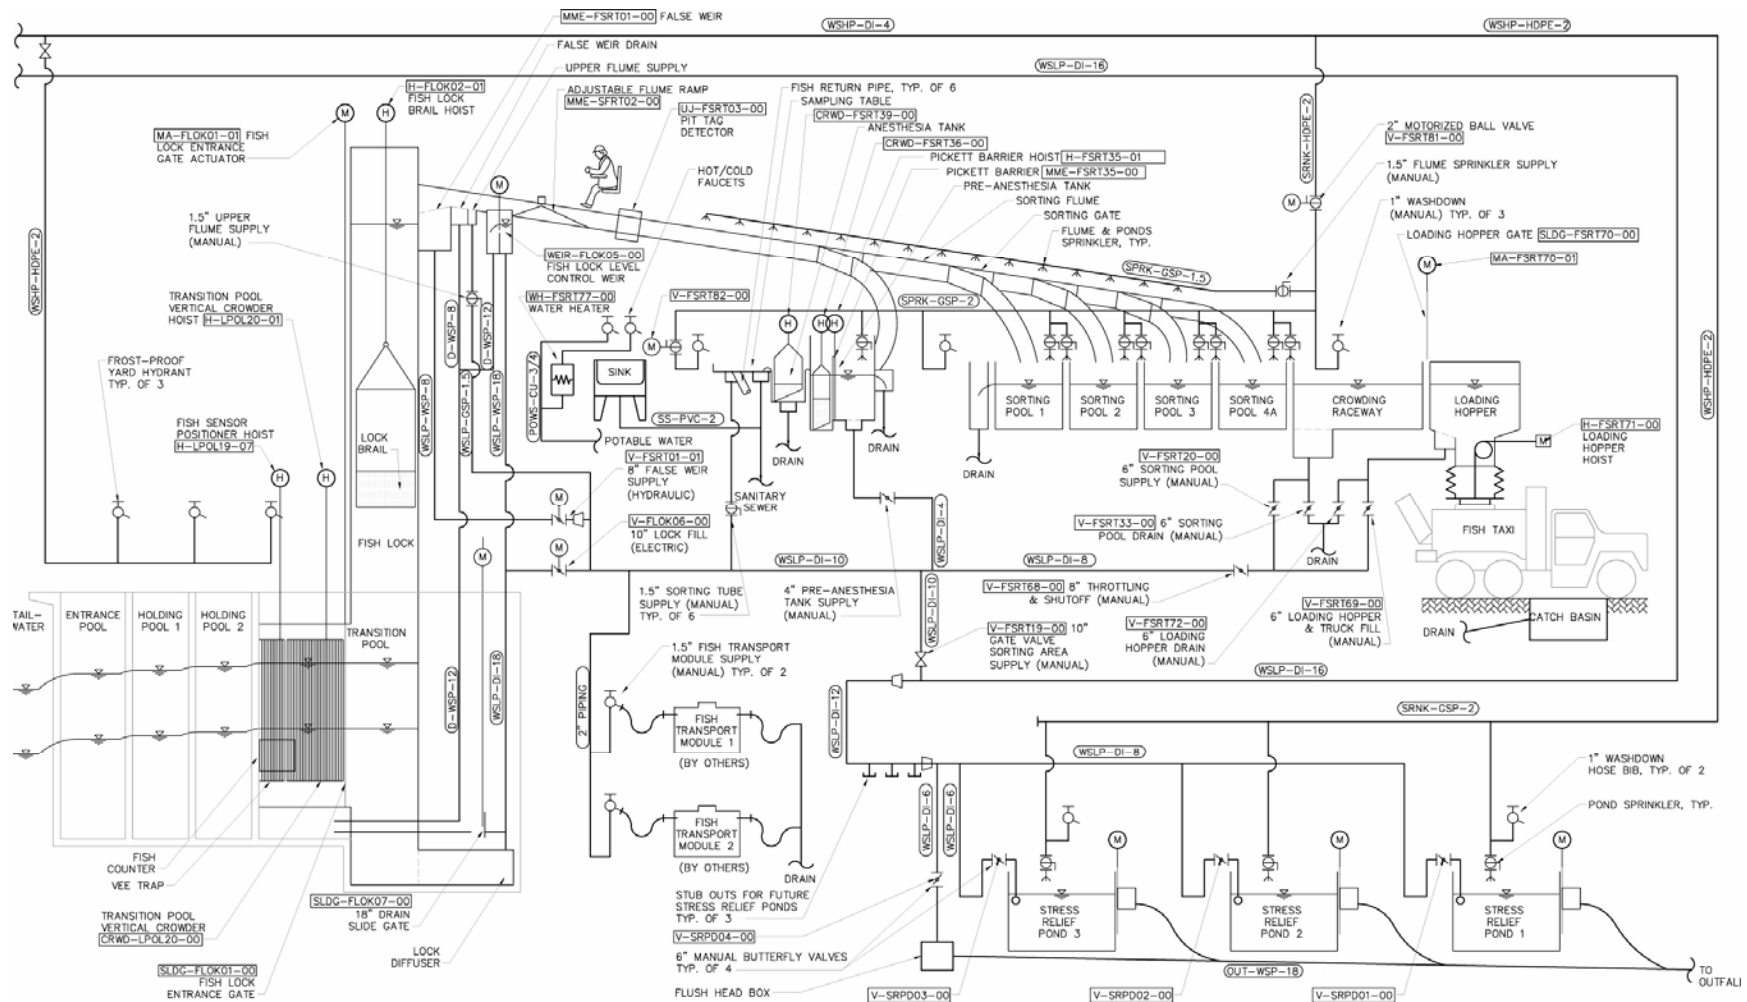 MME-FSRT01-00 FALSE WEIR
WSHP-DI-4
WSHP-HDPE-2
FALSE WEIR DRAIN
UPPER FLUME SUPPLY
WSLP-DI-16
H-FLOK02-01
FISH LOCK
BRAIL HOIST
ADJUSTABLE FLUME RAMP
MME-SFRT02-00
UJ-FSRT03-00
PIT TAG
DETECTOR
FISH RETURN PIPE, TYP. OF 6
SAMPLING TABLE
CRWD-FSRT39-00
ANESTHESIA TANK
CRWD-FSRT36-00
PICKETT BARRIER HOIST H-FSRT35-01
PICKETT BARRIER MME-FSRT35-00
PRE-ANESTHESIA TANK
SORTING FLUME
SORTING GATE
FLUME & PONDS
SPRINKLER, TYP.
SRNK-HDPE-2
2" MOTORIZED BALL VALVE
V-FSRT81-00
1.5" FLUME SPRINKLER SUPPLY
(MANUAL)
1" WASHDOWN
(MANUAL) TYP. OF 3
LOADING HOPPER GATE SLDG-FSRT70-00
MA-FSRT70-01
M
H
M
M
M
M
MA-FLOK01-01 FISH
LOCK ENTRANCE
GATE ACTUATOR
HOT/COLD
FAUCETS
1.5" UPPER
FLUME SUPPLY
(MANUAL)
WEIR-FLOK05-00
FISH LOCK LEVEL
CONTROL WEIR
WH-FSRT77-00
WATER HEATER
V-FSRT82-00
SPRK-GSP-2
SPRK-GSP-1.5
WSHP-HDPE-2
WSHP-HDPE-2
TRANSITION POOL
VERTICAL CROWDER
HOIST H-LPOL20-01
FROST-PROOF
YARD HYDRANT
TYP. OF 3
FISH SENSOR
POSITIONER HOIST
H-LPOL19-07
H
H
LOCK
BRAIL
FISH LOCK
D-WSP-8
D-WSP-12
WSLP-WSP-8
WSLP-GSP-1.5
WSLP-WSP-18
POWS-CU-3/4
SINK
SS-PVC-2
M
H
H
H
POTABLE WATER
V-FSRT01-01
8" FALSE WEIR
SUPPLY
(HYDRAULIC)
V-FLOK06-00
10" LOCK FILL
(ELECTRIC)
M
M
M
DRAIN
SANITARY
SEWER
DRAIN
DRAIN
SORTING
POOL 1
SORTING
POOL 2
SORTING
POOL 3
SORTING
POOL 4A
CROWDING
RACEWAY
LOADING
HOPPER
H-FSRT71-00
LOADING
HOPPER
HOIST
M
V-FSRT20-00
6" SORTING POOL
SUPPLY (MANUAL)
V-FSRT33-00 6" SORTING
POOL DRAIN (MANUAL)
DRAIN
FISH TAXI
WSLP-DI-4
WSLP-DI-10
WSLP-DI-8
1.5" SORTING TUBE
SUPPLY (MANUAL)
TYP. OF 6
4" PRE-ANESTHESIA
TANK SUPPLY
(MANUAL)
WSLP-DI-10
V-FSRT68-00 8" THROTTLING
& SHUTOFF (MANUAL)
V-FSRT19-00 10"
GATE VALVE
SORTING AREA
SUPPLY (MANUAL)
V-FSRT72-00
6" LOADING
HOPPER DRAIN
(MANUAL)
V-FSRT69-00
6" LOADING HOPPER
& TRUCK FILL
(MANUAL)
DRAIN
CATCH BASIN
TAIL-
WATER
ENTRANCE
POOL
HOLDING
POOL 1
HOLDING
POOL 2
TRANSITION
POOL
D-WSP-12
WSLP-DI-18
2" PIPING
1.5" FISH TRANSPORT
MODULE SUPPLY
(MANUAL) TYP. OF 2
FISH
TRANSPORT
MODULE 1
(BY OTHERS)
FISH
TRANSPORT
MODULE 2
(BY OTHERS)
DRAIN
WSLP-DI-12
WSLP-DI-16
SRNK-GSP-2
WSLP-DI-8
WSLP-DI-6
WSLP-DI-6
1" WASHDOWN
HOSE BIB, TYP. OF 2
POND SPRINKLER, TYP.
M
M
M
FISH
COUNTER
VEE TRAP
TRANSITION POOL
VERTICAL CROWDER
CRWD-LPOL20-00
SLDG-FLOK01-00
FISH LOCK
ENTRANCE GATE
SLDG-FLOK07-00
18" DRAIN
SLIDE GATE
LOCK
DIFFUSER
STUB OUTS FOR FUTURE
STRESS RELIEF PONDS
TYP. OF 3
V-SRPD04-00
6" MANUAL BUTTERFLY VALVES
TYP. OF 4
FLUSH HEAD BOX
STRESS
RELIEF
POND 3
STRESS
RELIEF
POND 2
STRESS
RELIEF
POND 1
OUT-WSP-18
TO
OUTFALL
V-SRPD03-00
V-SRPD02-00
V-SRPD01-00